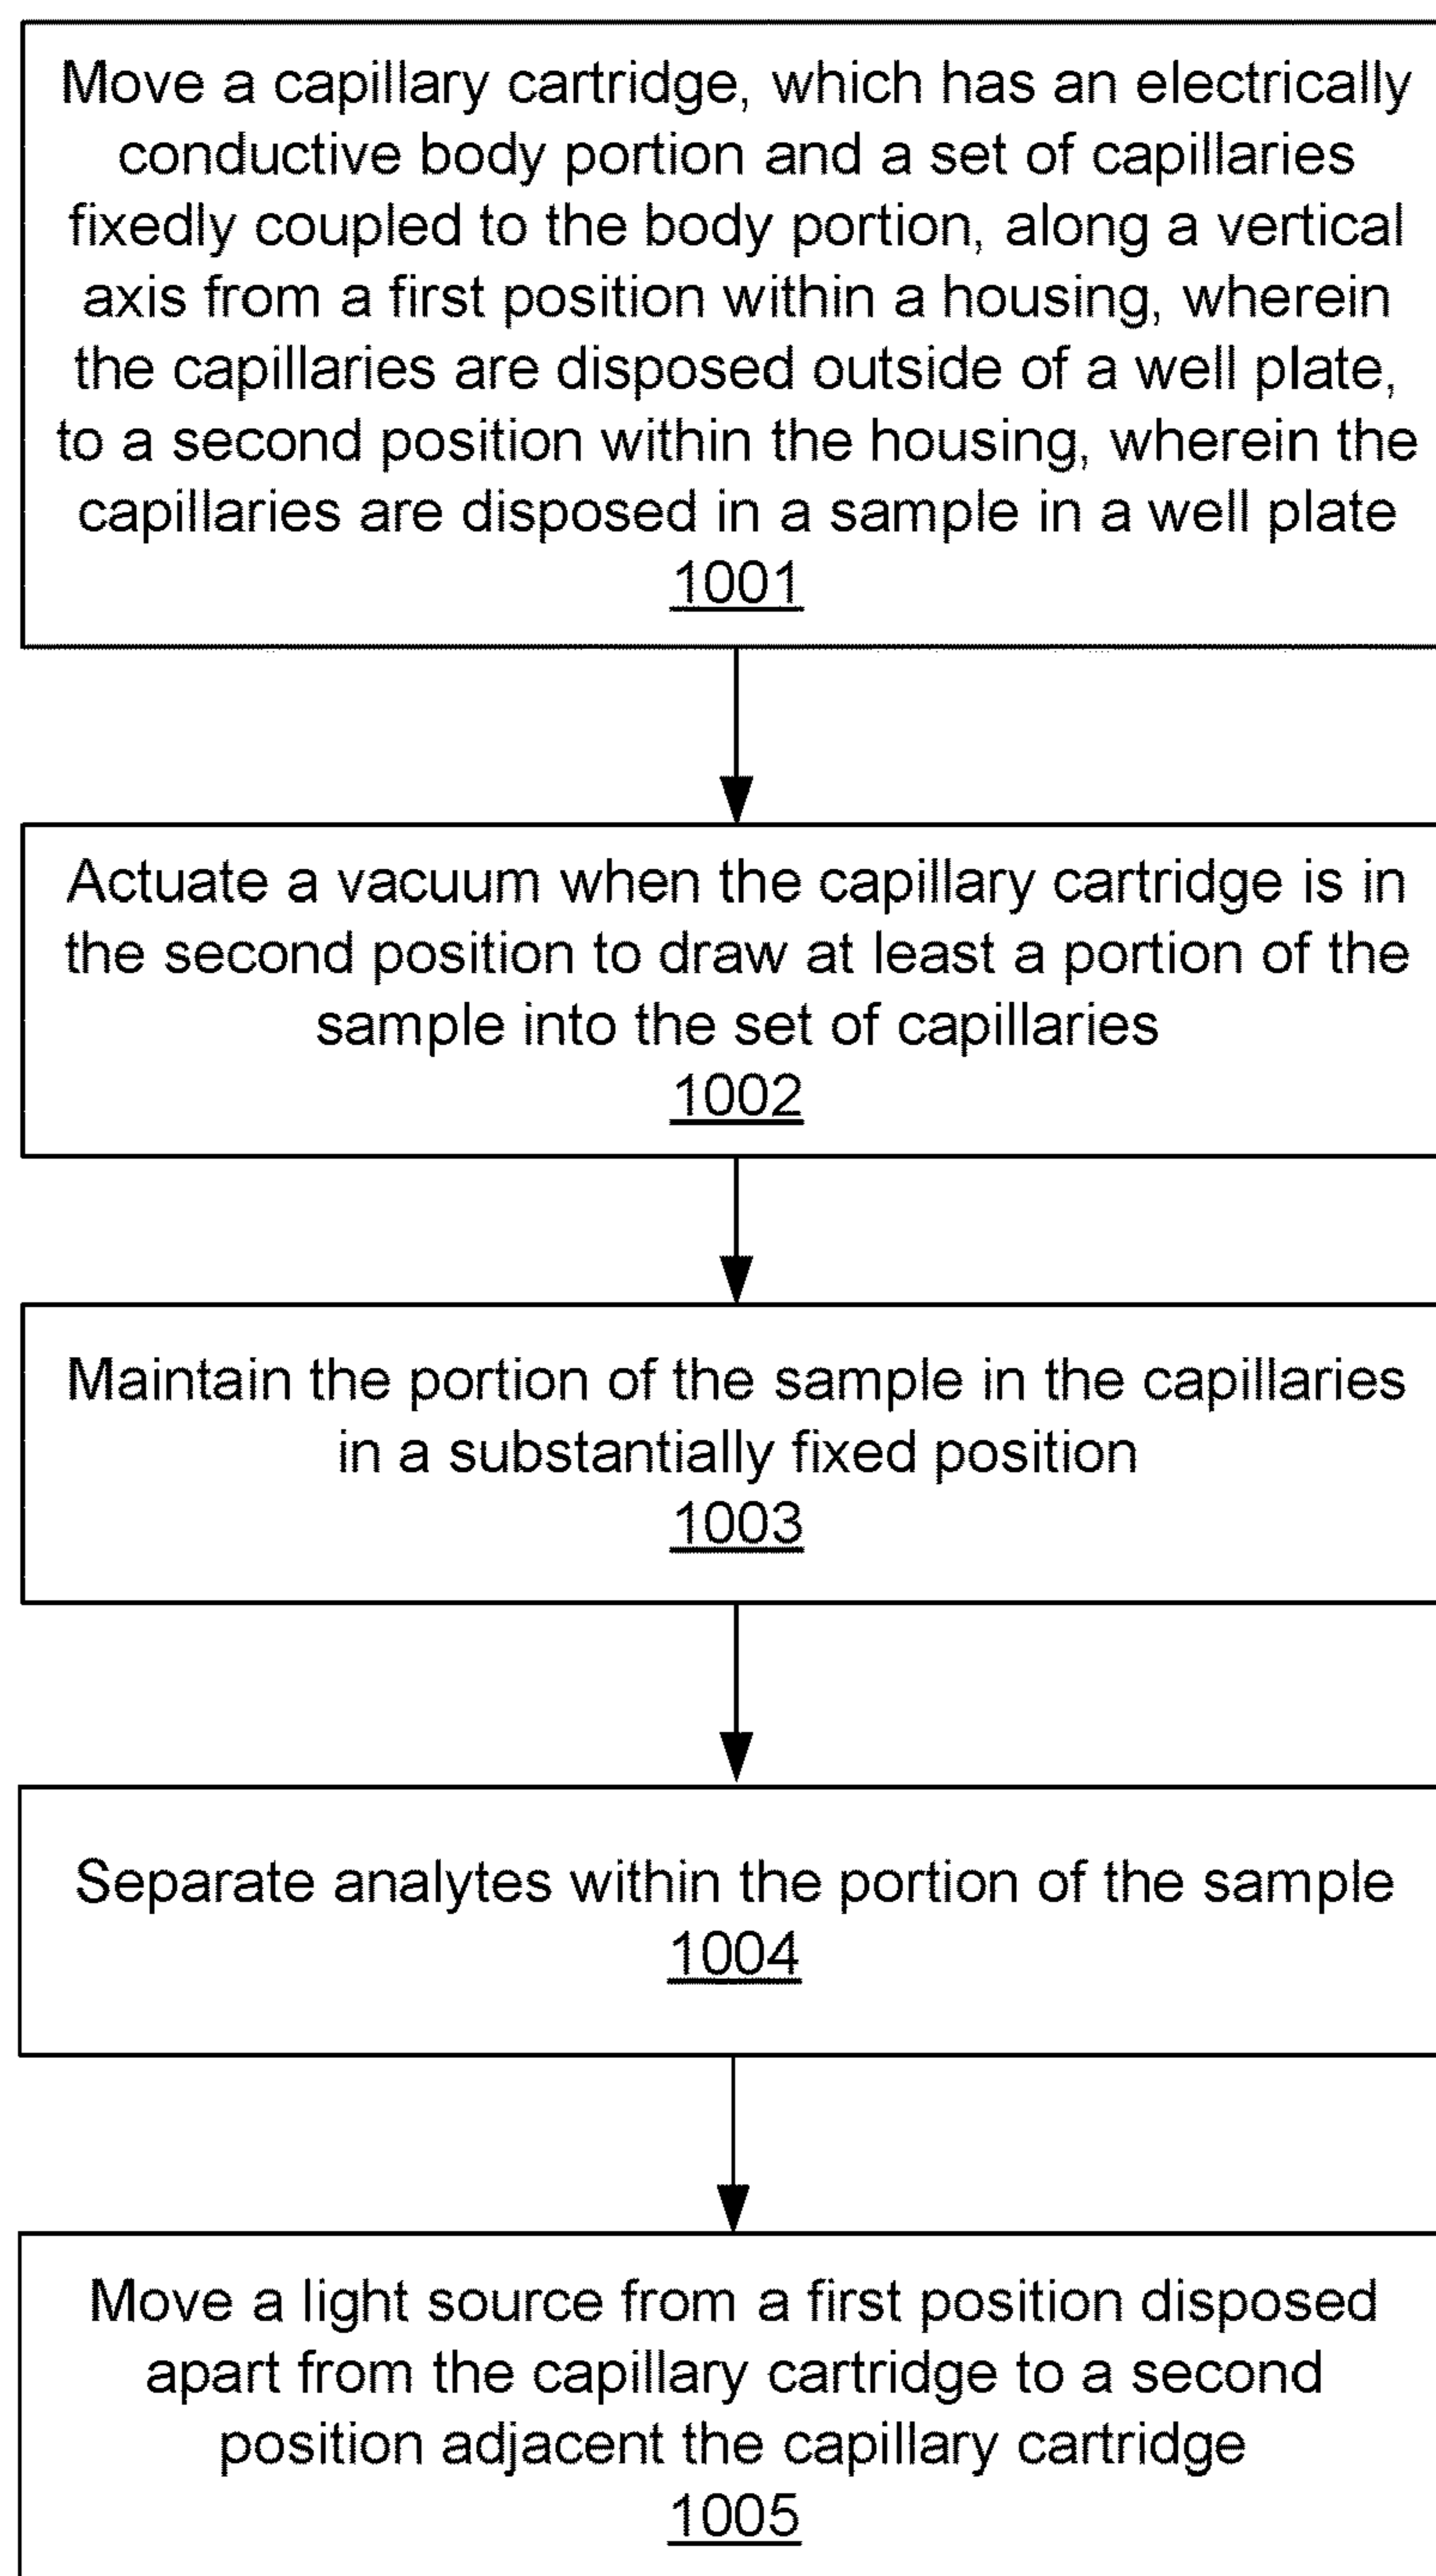 Move a capillary cartridge, which has an electrically
conductive body portion and a set of capillaries
fixedly coupled to the body portion, along a vertical
axis from a first position within a housing, wherein
the capillaries are disposed outside of a well plate,
to a second position within the housing, wherein the
capillaries are disposed in a sample in a well plate
1001
Actuate a vacuum when the capillary cartridge is in
the second position to draw at least a portion of the
sample into the set of capillaries
1002
Maintain the portion of the sample in the capillaries
in a substantially fixed position
1003
Separate analytes within the portion of the sample
1004
Move a light source from a first position disposed
apart from the capillary cartridge to a second
position adjacent the capillary cartridge
1005